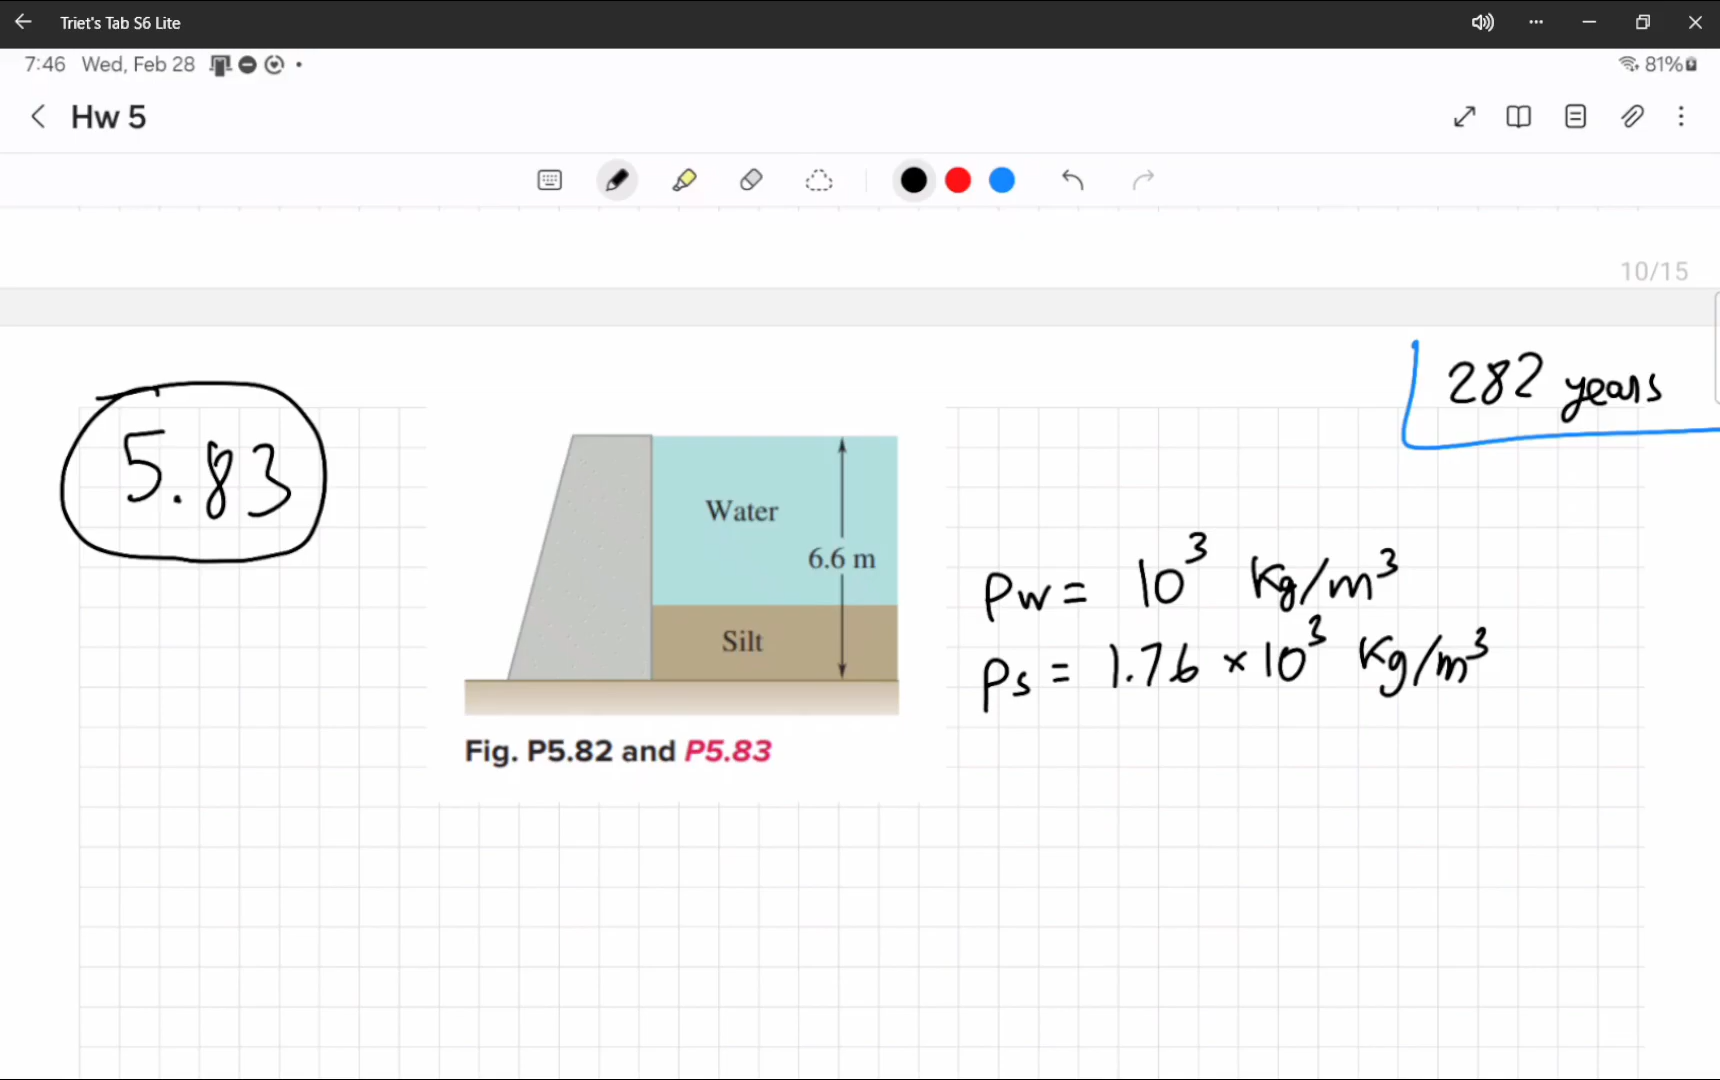 Triet's Tab S6 Lite
7:46 Wed, Feb 28
81%
Hw 5
10/15
282 years
5.83
Water
6.6 m
Silt
ρw = 10³ Kg/m³
ρs = 1.76 × 10³ Kg/m³
Fig. P5.82 and P5.83